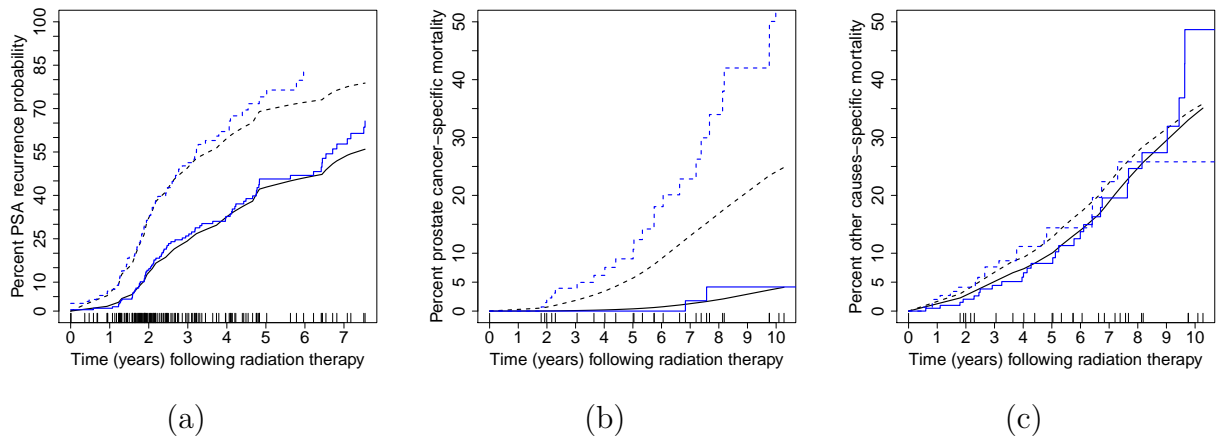 Percent PSA recurrence probability
100
85
70
55
40
25
10
0
0 1 2 3 4 5 6 7
Time (years) following radiation therapy
(a)
Percent prostate cancer−specific mortality
50
40
30
20
10
5
0
0 1 2 3 4 5 6 7 8 9 10
Time (years) following radiation therapy
(b)
Percent other causes−specific mortality
50
40
30
20
10
5
0
0 1 2 3 4 5 6 7 8 9 10
Time (years) following radiation therapy
(c)